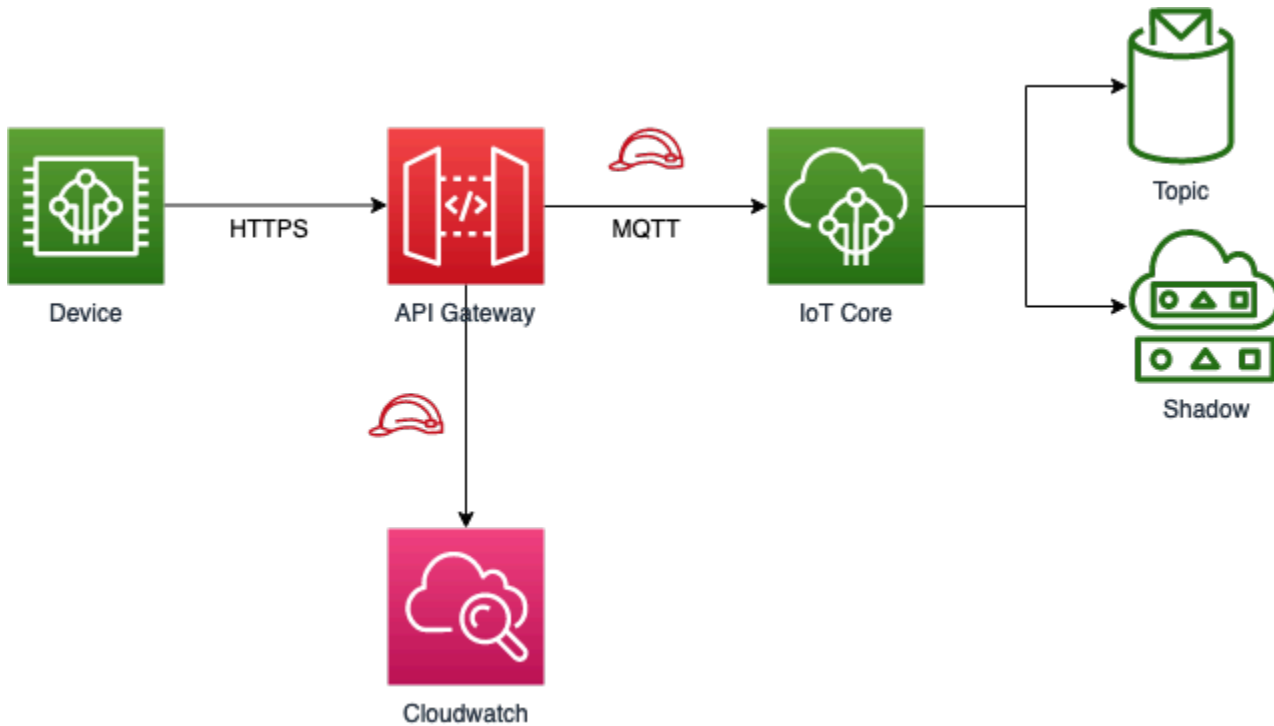 Topic
HTTPS
MQTT
Device
API Gateway
IoT Core
Shadow
Cloudwatch